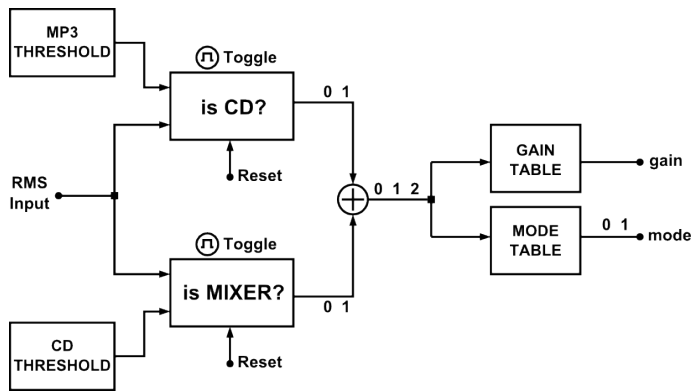 MP3
THRESHOLD
Toggle
is CD?
0 1
Reset
RMS
Input
0 1 2
GAIN
TABLE
gain
MODE
TABLE
0 1
mode
Toggle
is MIXER?
0 1
Reset
CD
THRESHOLD